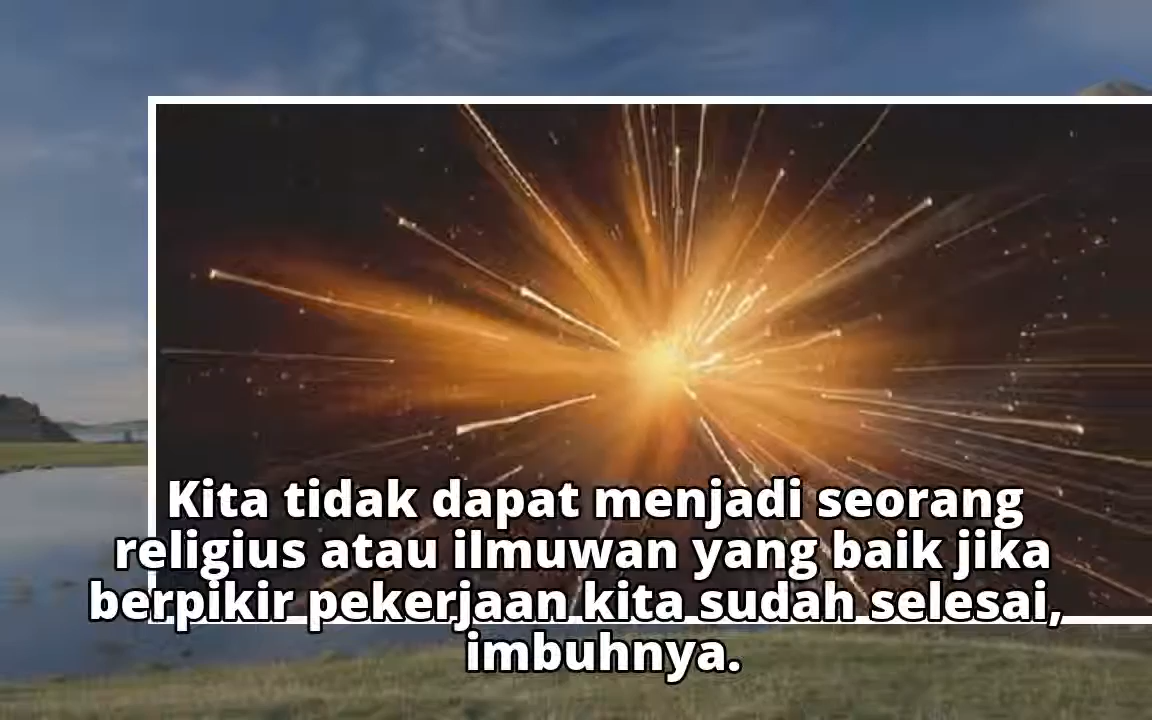 Kita tidak dapat menjadi seorang
religius atau ilmuwan yang baik jika
berpikir pekerjaan kita sudah selesai,
imbuhnya.